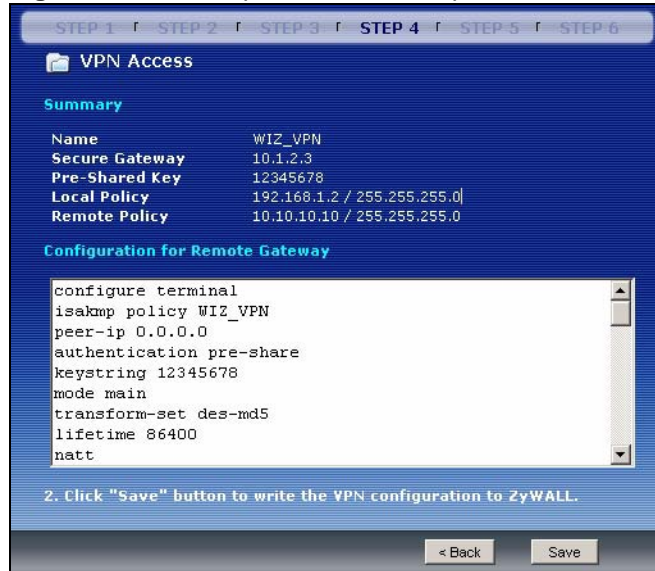 STEP 1 STEP 2 STEP 3 STEP 4 STEP 5 STEP 6
VPN Access
Summary
Name WIZ_VPN
Secure Gateway 10.1.2.3
Pre-Shared Key 12345678
Local Policy 192.168.1.2 / 255.255.255.0
Remote Policy 10.10.10.10 / 255.255.255.0
Configuration for Remote Gateway
configure terminal
isakmp policy WIZ_VPN
peer-ip 0.0.0.0
authentication pre-share
keystring 12345678
mode main
transform-set des-md5
lifetime 86400
natt
2. Click "Save" button to write the VPN configuration to ZyWALL.
< Back Save